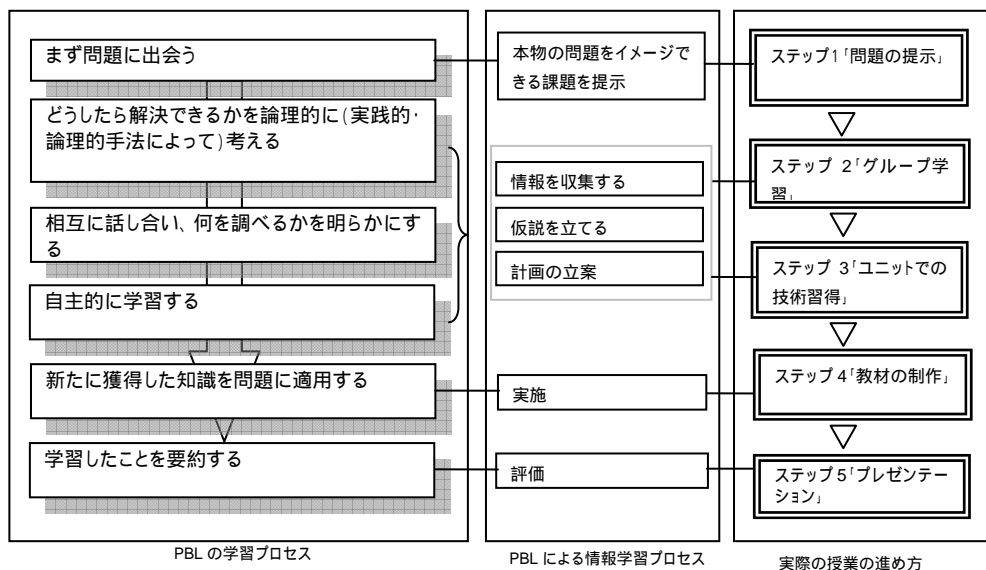 まず問題に出会う
どうしたら解決できるかを論理的に(実践的・
論理的手法によって)考える
相互に話し合い、何を調べるかを明らかにす
る
自主的に学習する
新たに獲得した知識を問題に適用する
学習したことを要約する
PBL の学習プロセス
本物の問題をイメージで
きる課題を提示
情報を収集する
仮説を立てる
計画の立案
実施
評価
PBL による情報学習プロセス
ステップ1「問題の提示」
ステップ 2「グループ学
習」
ステップ 3「ユニットでの
技術習得」
ステップ4「教材の制作」
ステップ5「プレゼンテー
ション」
実際の授業の進め方